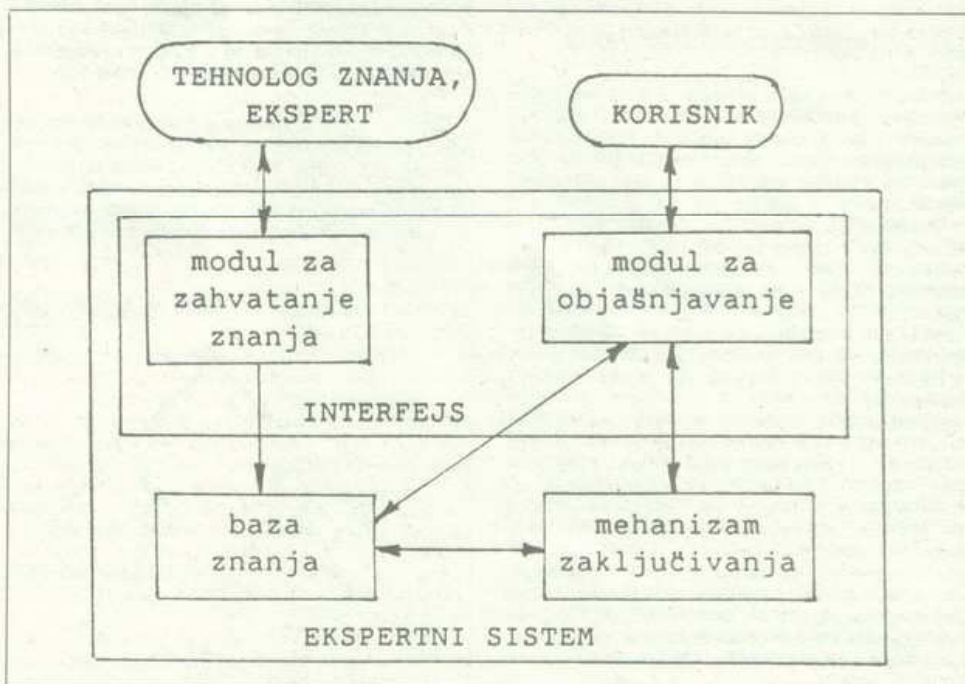 TEHNOLOG ZNANJA,
EKSPERT
KORISNIK
modul za
zahvatanje
znanja
modul za
objašnjavanje
INTERFEJS
baza
znanja
mehanizam
zaključivanja
EKSPERTNI SISTEM